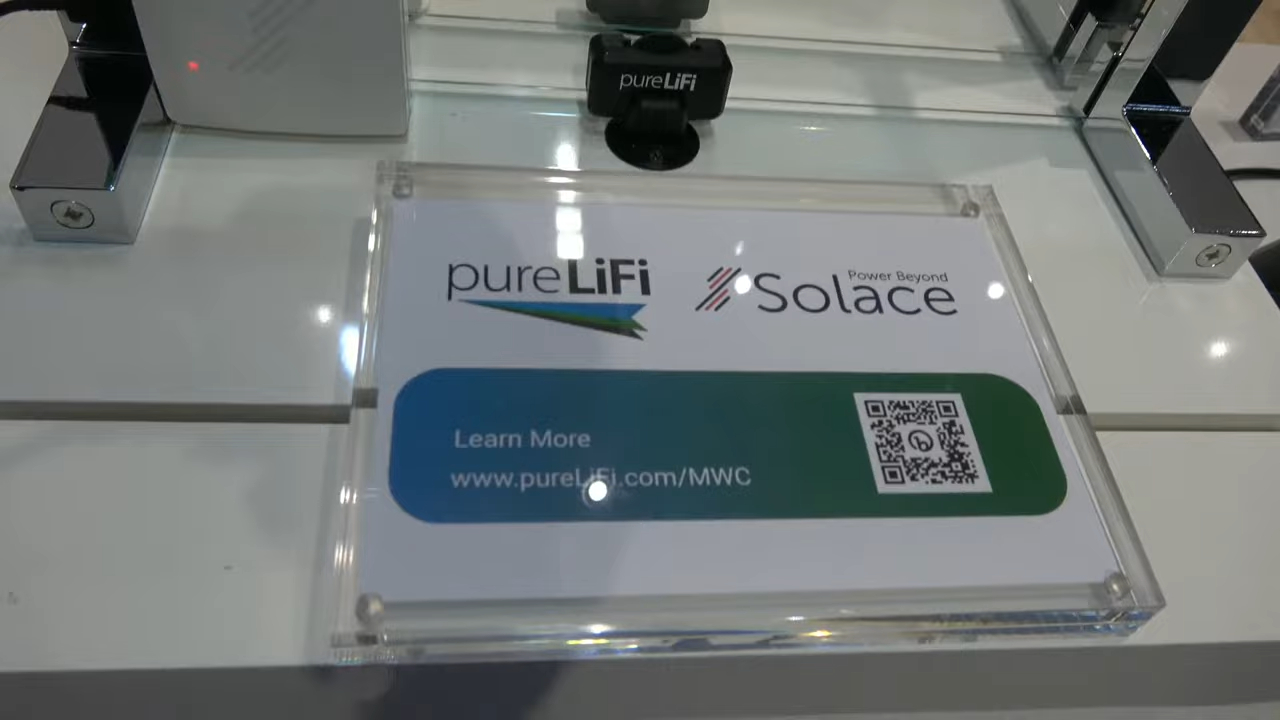 pureLiFi
pureLiFi
Power Beyond
Solace
Learn More
www.pureLiFi.com/MWC